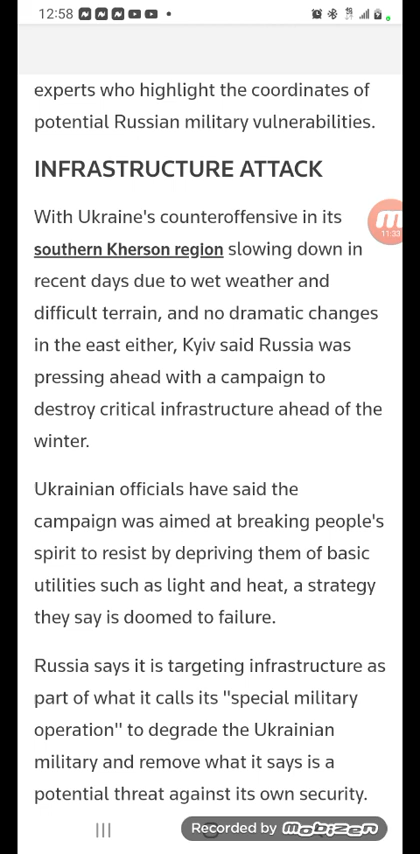 12:58
experts who highlight the coordinates of
potential Russian military vulnerabilities.
INFRASTRUCTURE ATTACK
With Ukraine's counteroffensive in its
11:33
southern Kherson region slowing down in
recent days due to wet weather and
difficult terrain, and no dramatic changes
in the east either, Kyiv said Russia was
pressing ahead with a campaign to
destroy critical infrastructure ahead of the
winter.
Ukrainian officials have said the
campaign was aimed at breaking people's
spirit to resist by depriving them of basic
utilities such as light and heat, a strategy
they say is doomed to failure.
Russia says it is targeting infrastructure as
part of what it calls its "special military
operation" to degrade the Ukrainian
military and remove what it says is a
potential threat against its own security.
Recorded by mobizen